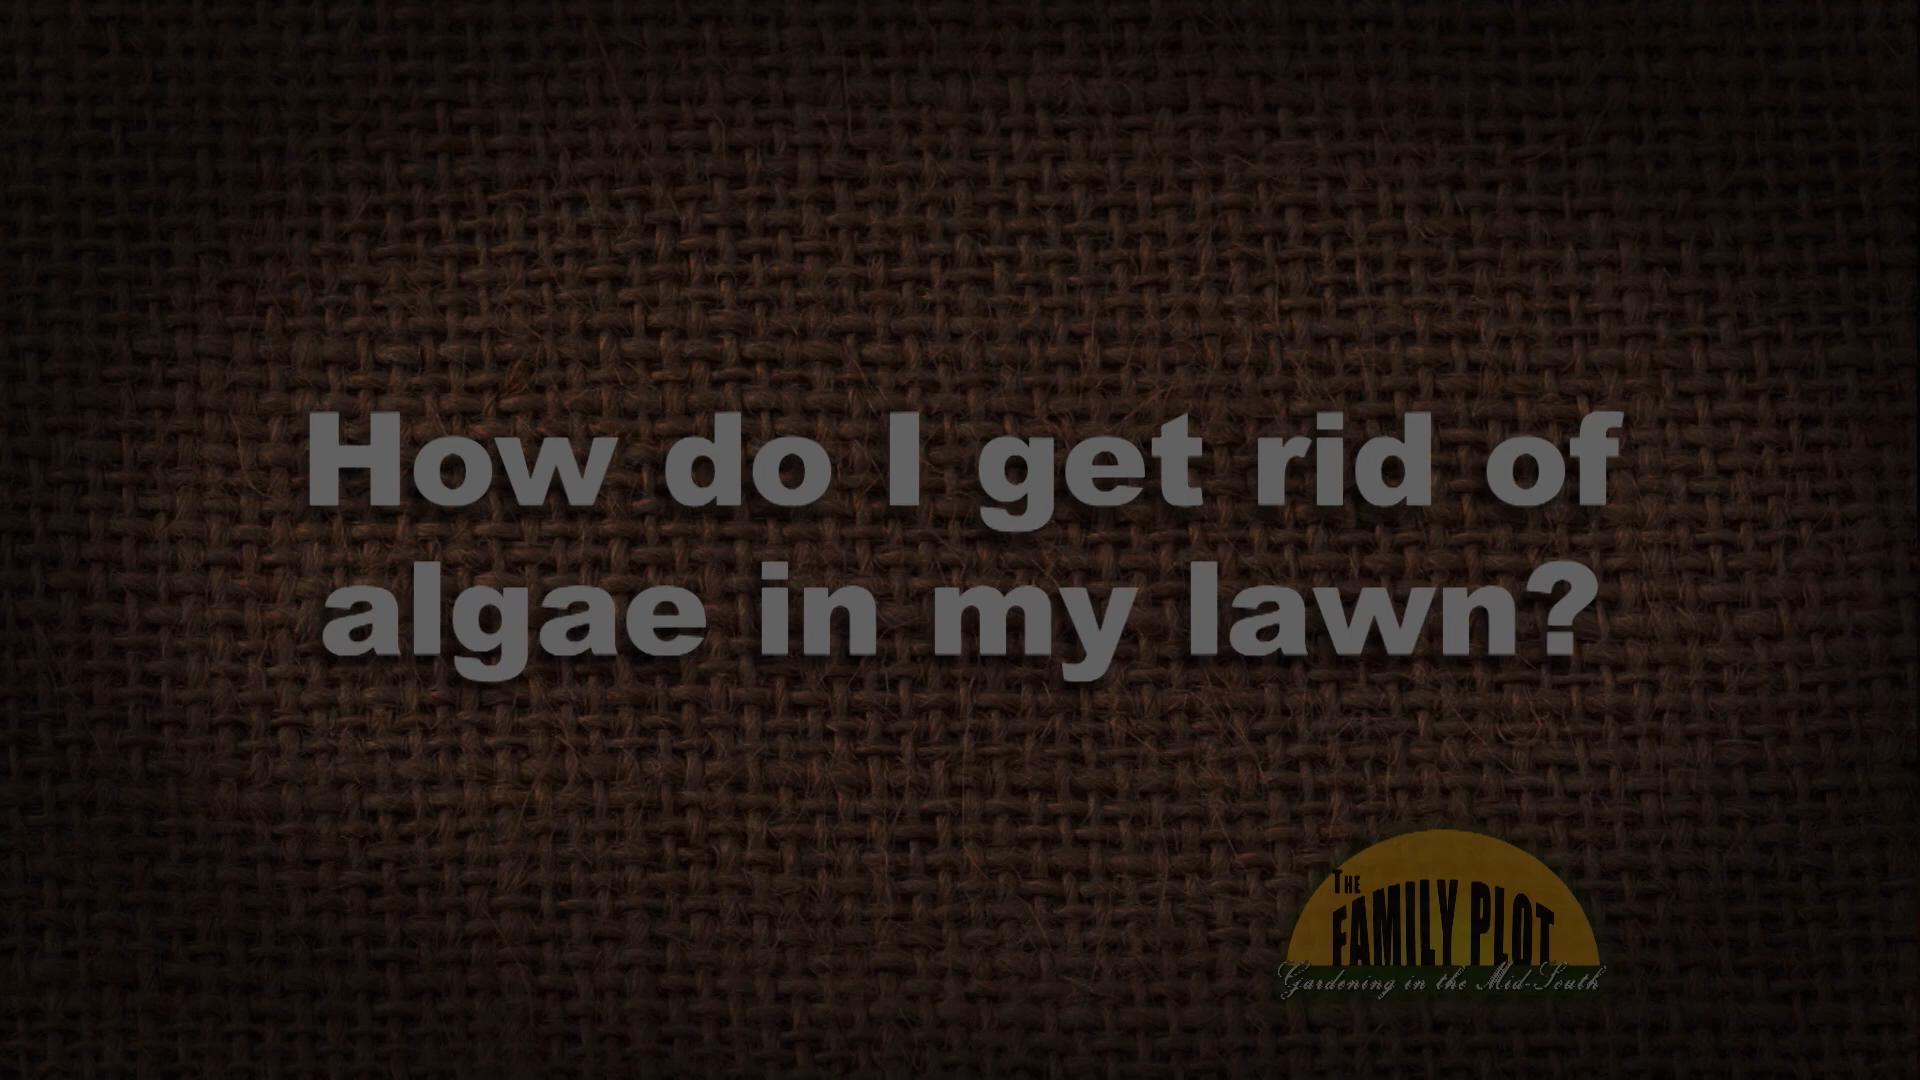 How do I get rid of
algae in my lawn?
THE
FAMILY PLOT
Gardening in the Mid-South